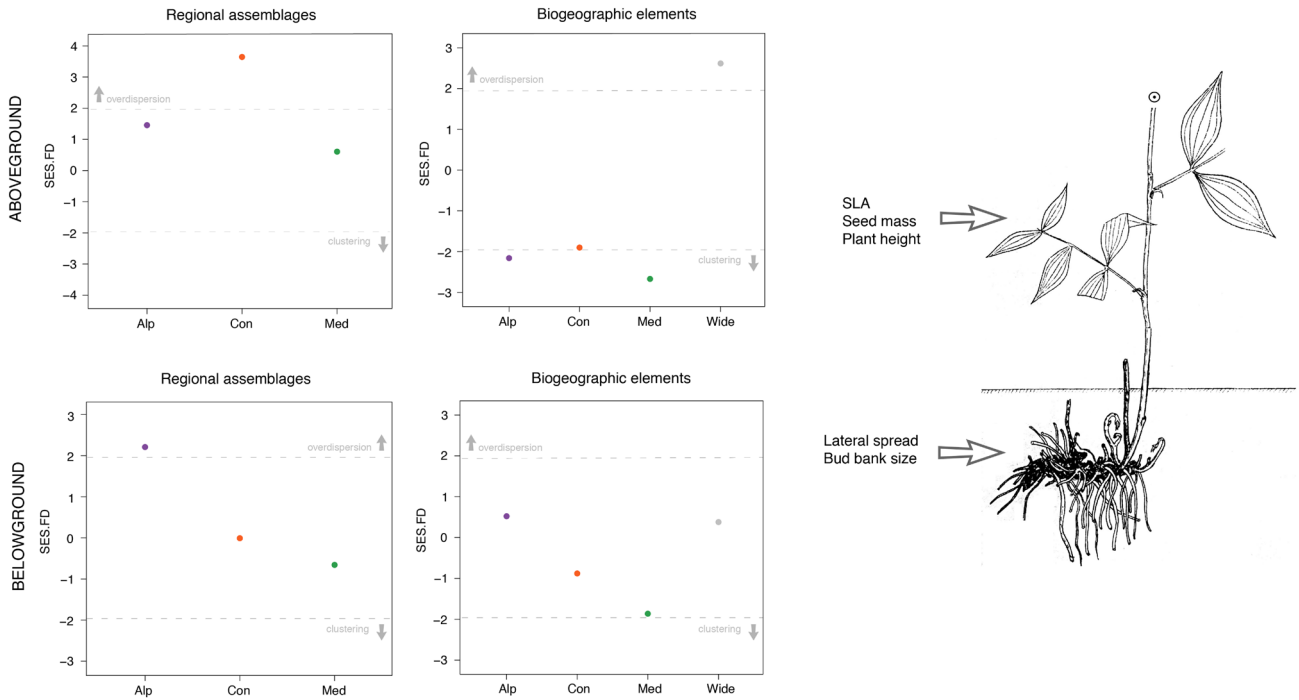 Regional assemblages
Biogeographic elements
ABOVEGROUND
SES.FD
4
3
2
1
0
−1
−2
−3
−4
overdispersion
clustering
Alp
Con
Med
SES.FD
3
2
1
0
−1
−2
−3
overdispersion
clustering
Alp
Con
Med
Wide
SLA
Seed mass
Plant height
Regional assemblages
Biogeographic elements
BELOWGROUND
SES.FD
3
2
1
0
−1
−2
−3
overdispersion
clustering
Alp
Con
Med
SES.FD
3
2
1
0
−1
−2
−3
overdispersion
clustering
Alp
Con
Med
Wide
Lateral spread
Bud bank size